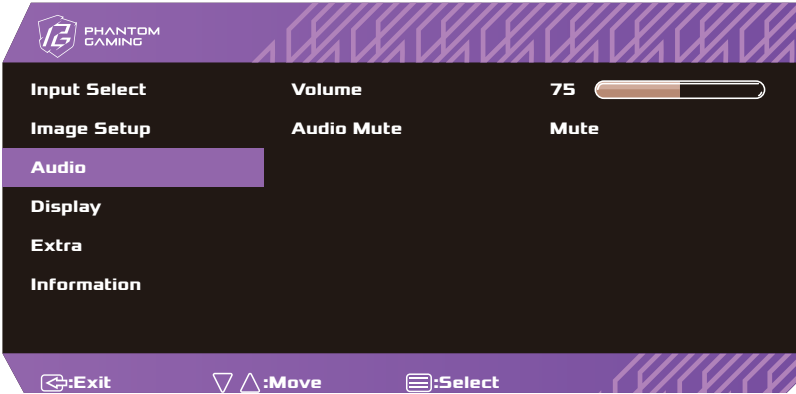 PHANTOM
GAMING
Input Select
Volume
75
Image Setup
Audio Mute
Mute
Audio
Display
Extra
Information
:Exit
:Move
:Select